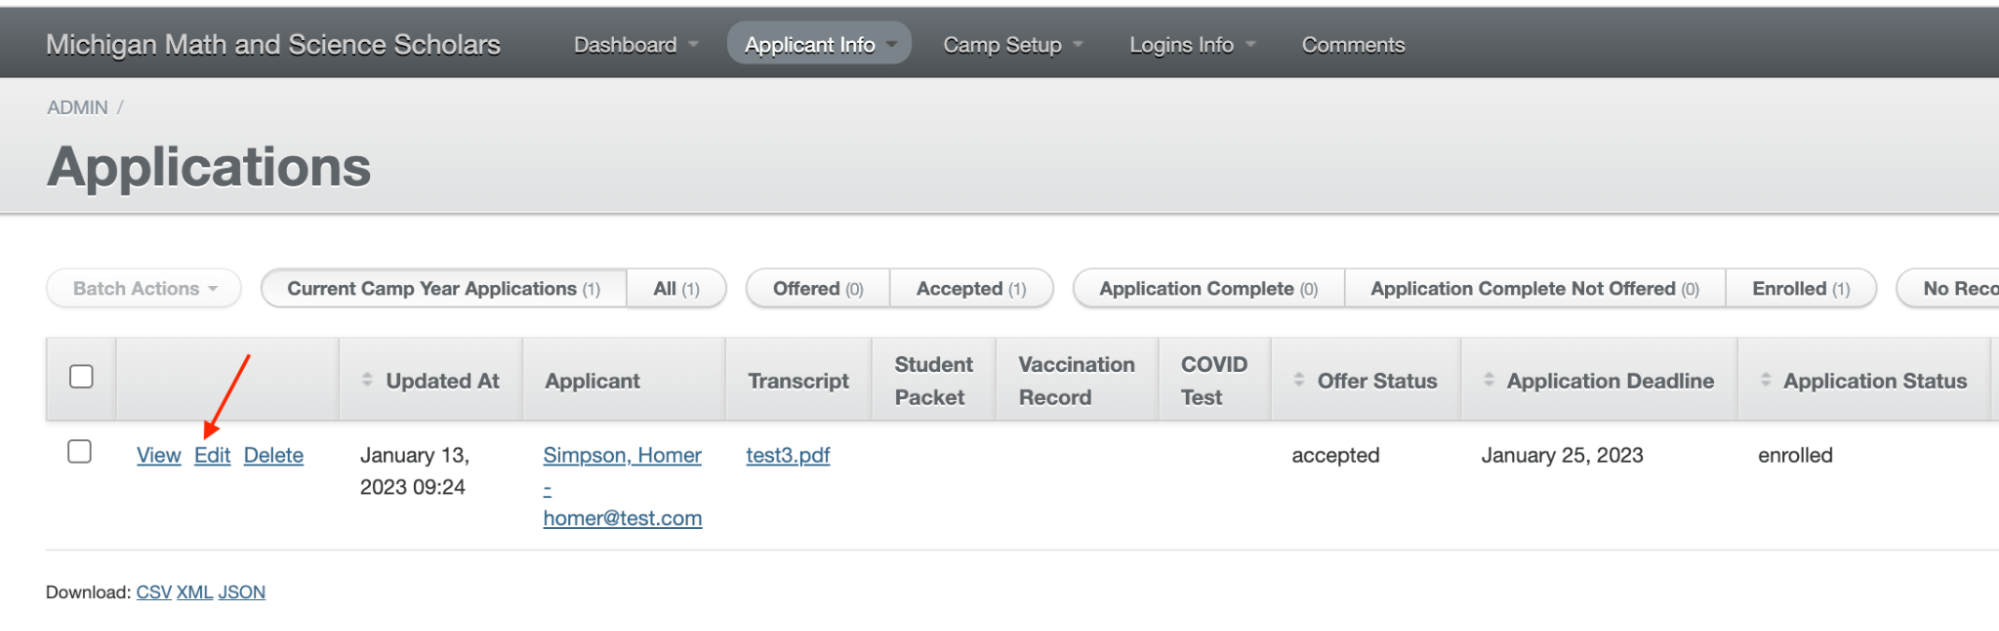 Michigan Math and Science Scholars Dashboard Applicant Info Camp Setup Logins Info Comments
ADMIN /
Applications
Batch Actions Current Camp Year Applications (1) All (1) Offered (0) Accepted (1) Application Complete (0) Application Complete Not Offered (0) Enrolled (1) No Reco
Updated At Applicant Transcript Student Packet Vaccination Record COVID Test Offer Status Application Deadline Application Status
View Edit Delete January 13, Simpson, Homer test3.pdf accepted January 25, 2023 enrolled
2023 09:24 -
homer@test.com
Download: CSV XML JSON